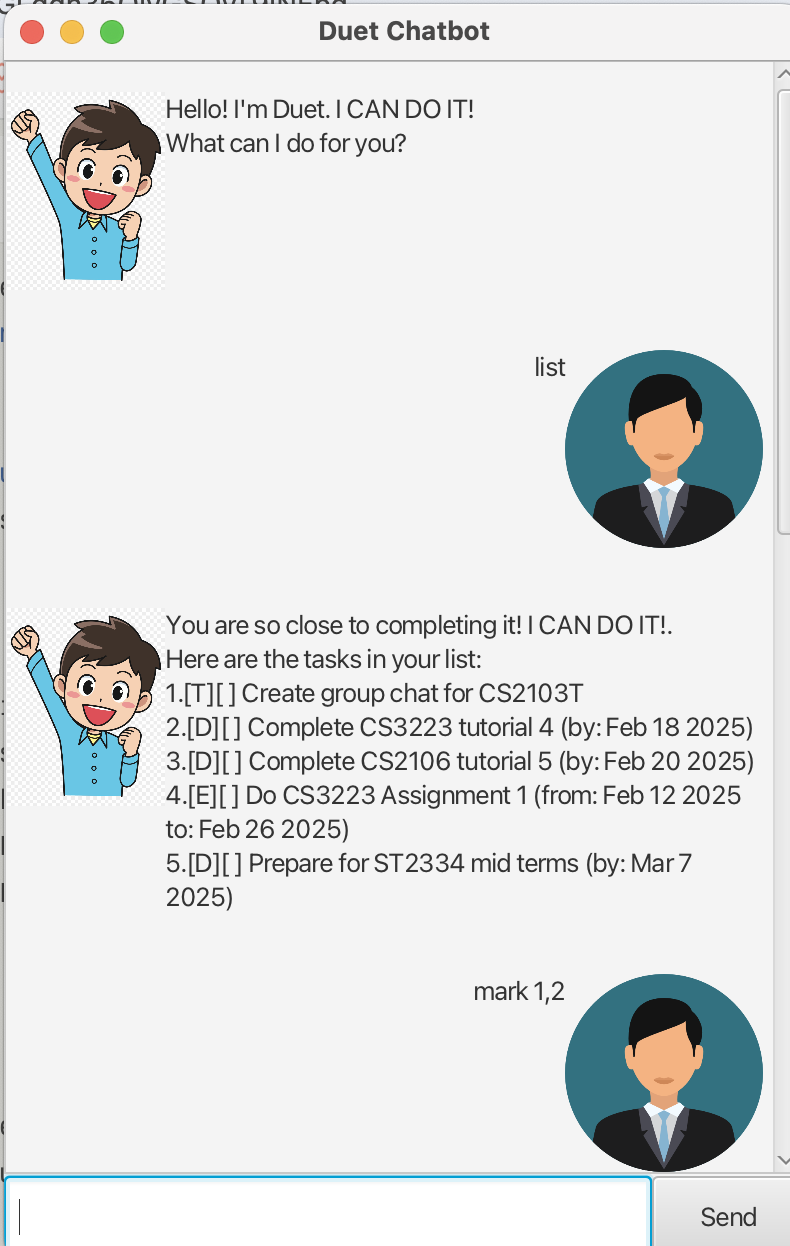 Duet Chatbot
Hello! I'm Duet. I CAN DO IT!
What can I do for you?
list
You are so close to completing it! I CAN DO IT!.
Here are the tasks in your list:
1.[T][ ] Create group chat for CS2103T
2.[D][ ] Complete CS3223 tutorial 4 (by: Feb 18 2025)
3.[D][ ] Complete CS2106 tutorial 5 (by: Feb 20 2025)
4.[E][ ] Do CS3223 Assignment 1 (from: Feb 12 2025
to: Feb 26 2025)
5.[D][ ] Prepare for ST2334 mid terms (by: Mar 7
2025)
mark 1,2
Send